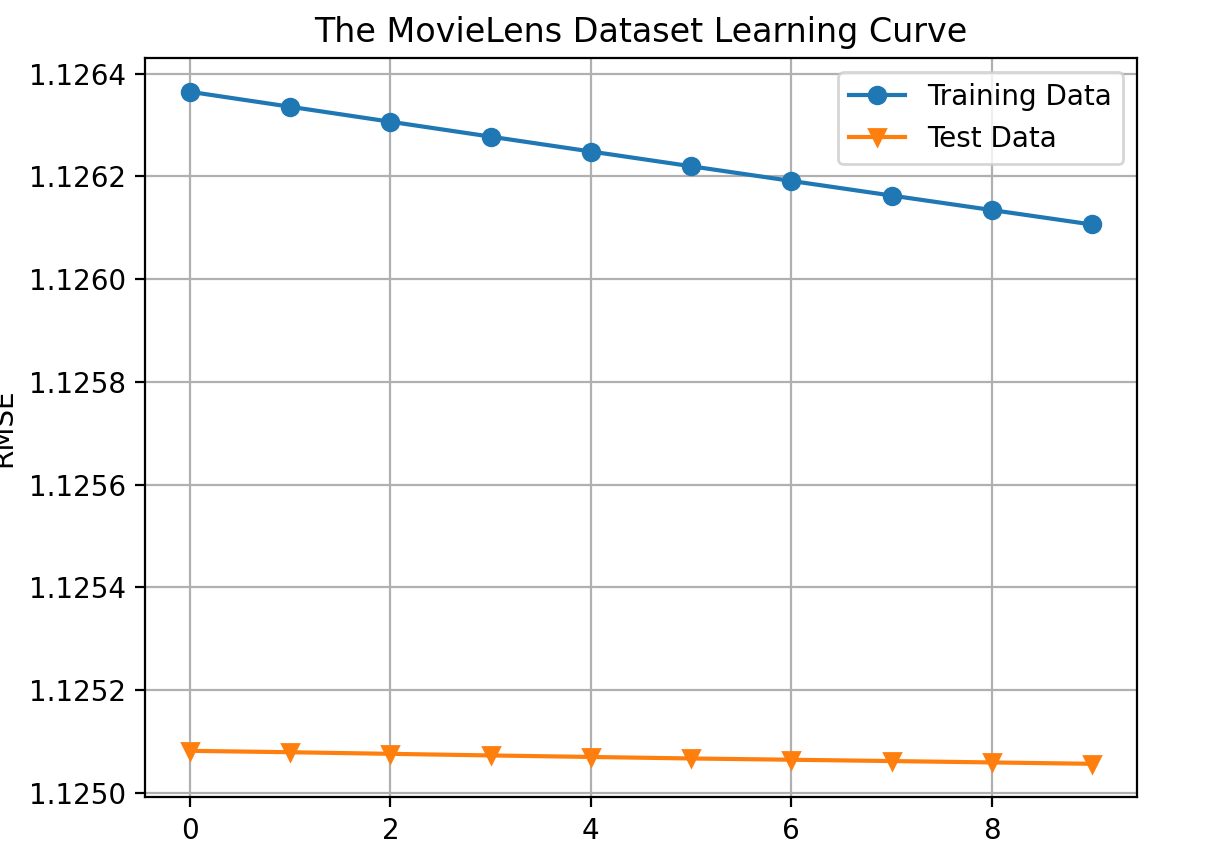 The MovieLens Dataset Learning Curve
Training Data
Test Data
1.1264
1.1262
1.1260
1.1258
1.1256
1.1254
1.1252
1.1250
RMSE
0 2 4 6 8